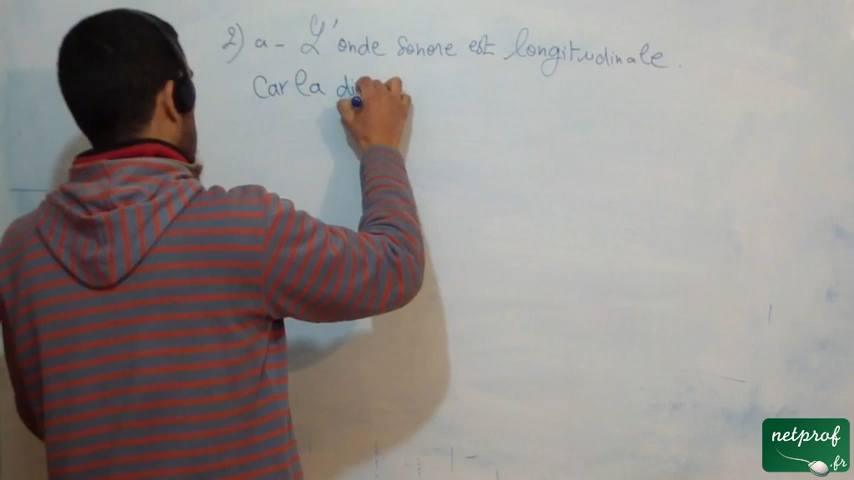 2) a - L'onde sonore est longitudinale.
Car la di
netprof
.fr